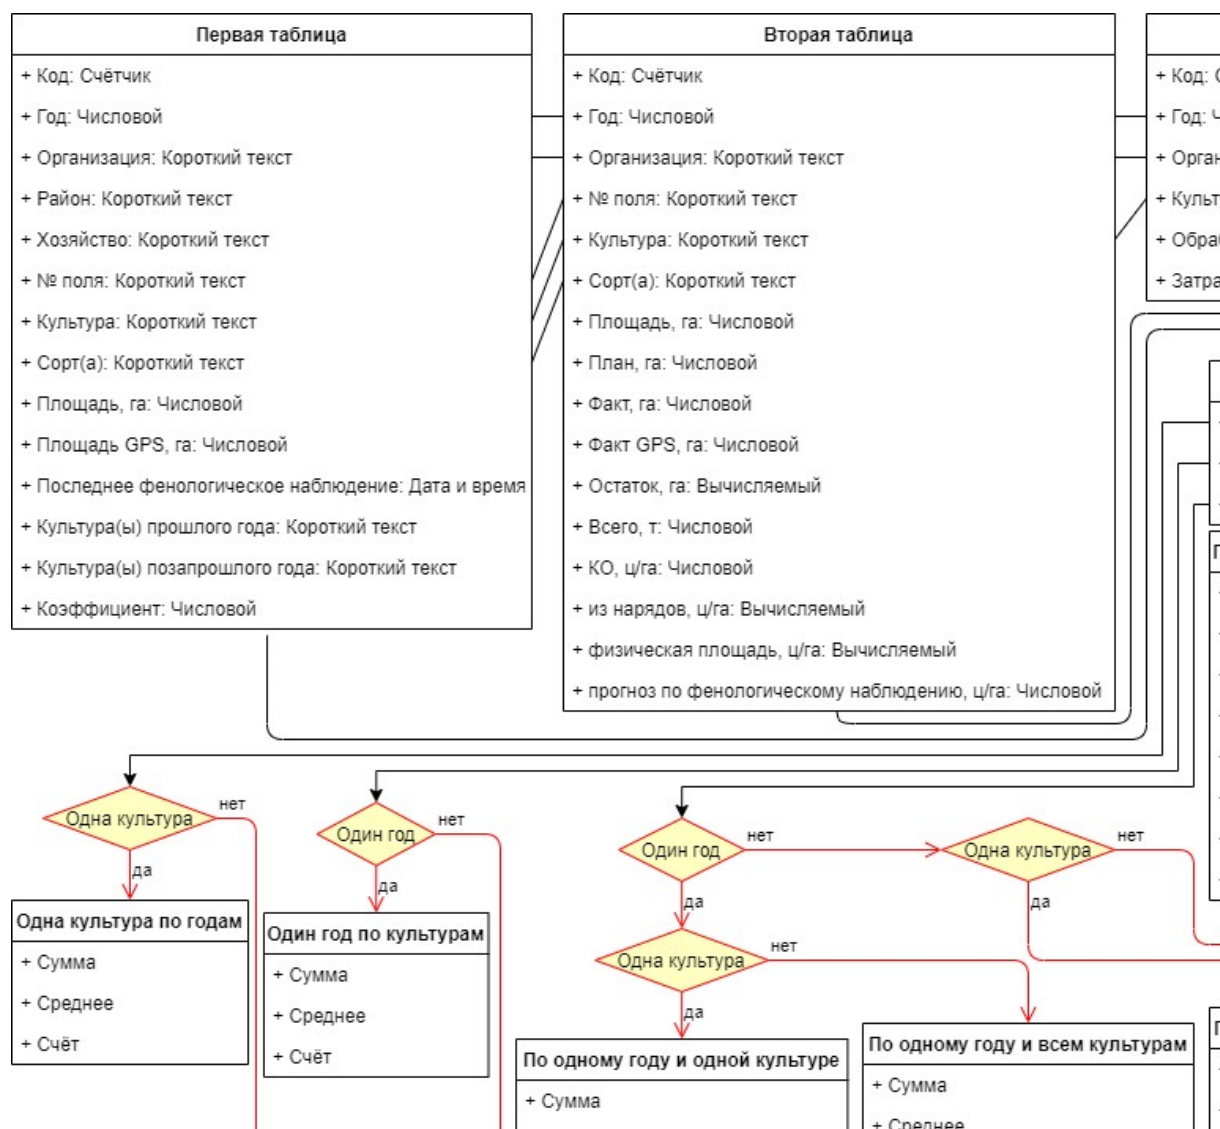 Первая таблица
+ Код: Счётчик
+ Год: Числовой
+ Организация: Короткий текст
+ Район: Короткий текст
+ Хозяйство: Короткий текст
+ № поля: Короткий текст
+ Культура: Короткий текст
+ Сорт(а): Короткий текст
+ Площадь, га: Числовой
+ Площадь GPS, га: Числовой
+ Последнее фенологическое наблюдение: Дата и время
+ Культура(ы) прошлого года: Короткий текст
+ Культура(ы) позапрошлого года: Короткий текст
+ Коэффициент: Числовой
Вторая таблица
+ Код: Счётчик
+ Год: Числовой
+ Организация: Короткий текст
+ № поля: Короткий текст
+ Культура: Короткий текст
+ Сорт(а): Короткий текст
+ Площадь, га: Числовой
+ План, га: Числовой
+ Факт, га: Числовой
+ Факт GPS, га: Числовой
+ Остаток, га: Вычисляемый
+ Всего, т: Числовой
+ КО, ц/га: Числовой
+ из нарядов, ц/га: Вычисляемый
+ физическая площадь, ц/га: Вычисляемый
+ прогноз по фенологическому наблюдению, ц/га: Числовой
+ Код:
+ Год:
Одна культура
нет
да
Одна культура по годам
+ Сумма
+ Среднее
+ Счёт
Один год
нет
да
Один год по культурам
+ Сумма
+ Среднее
+ Счёт
Один год
нет
да
Одна культура
нет
да
Одна культура
нет
да
По одному году и одной культуре
+ Сумма
По одному году и всем культурам
+ Сумма
+ Среднее